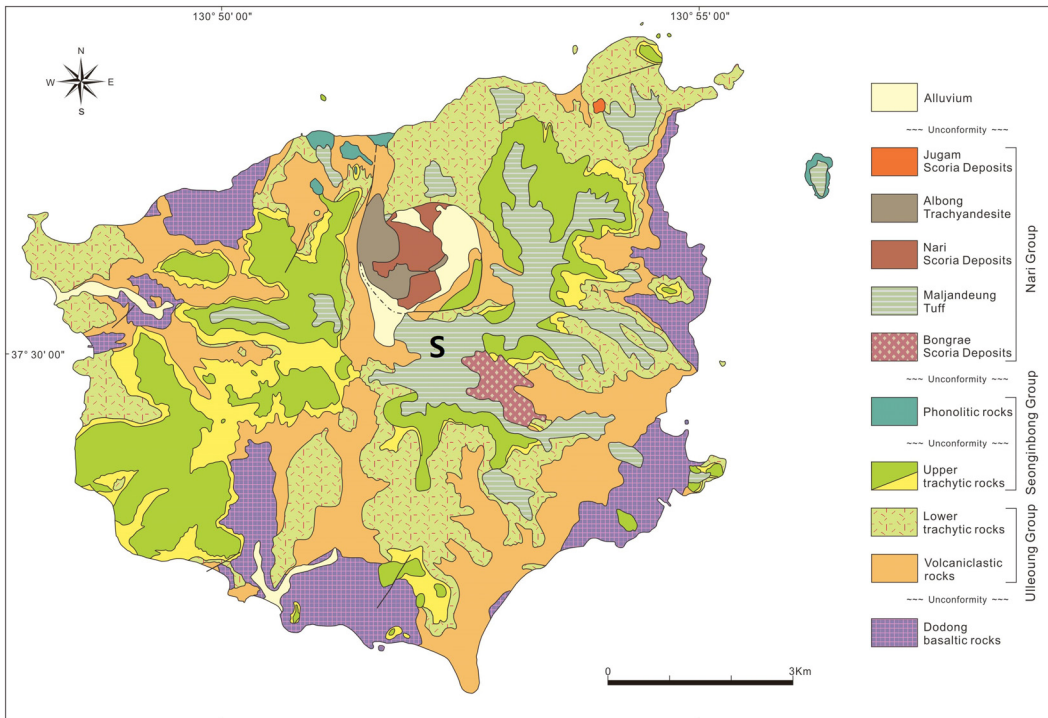 130° 50' 00"
130° 55' 00"
N
W
E
S
37° 30' 00"
S
Alluvium
~~~ Unconformity ~~~
Jugam
Scoria Deposits
Albong
Trachyandesite
Nari
Scoria Deposits
Maljandeung
Tuff
Bongrae
Scoria Deposits
Nari Group
~~~ Unconformity ~~~
Phonolitic rocks
~~~ Unconformity ~~~
Upper
trachytic rocks
Seonginbong Group
Lower
trachytic rocks
Volcaniclastic
rocks
Ulleoung Group
~~~ Unconformity ~~~
Dodong
basaltic rocks
0
3Km